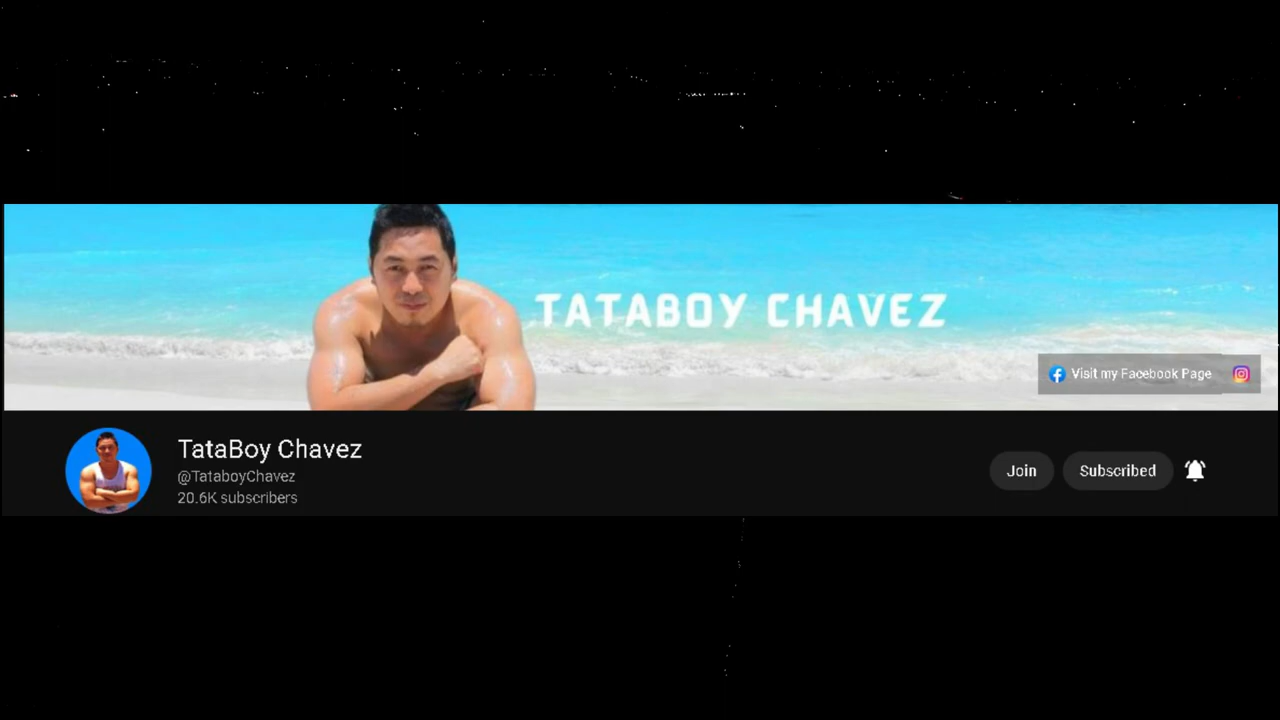 TATABOY CHAVEZ
Visit my Facebook Page
TataBoy Chavez
@TataboyChavez
20.6K subscribers
Join
Subscribed